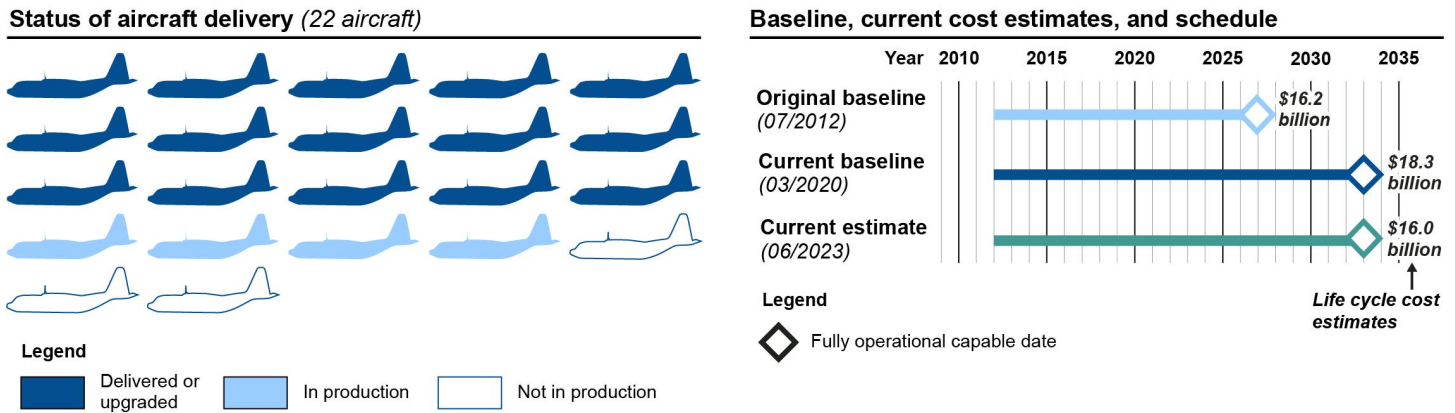 Status of aircraft delivery (22 aircraft)
Legend
Delivered or
upgraded
In production
Not in production
Baseline, current cost estimates, and schedule
Year 2010 2015 2020 2025 2030 2035
Original baseline
(07/2012)
$16.2
billion
Current baseline
(03/2020)
$18.3
billion
Current estimate
(06/2023)
$16.0
billion
Life cycle cost
estimates
Legend
Fully operational capable date